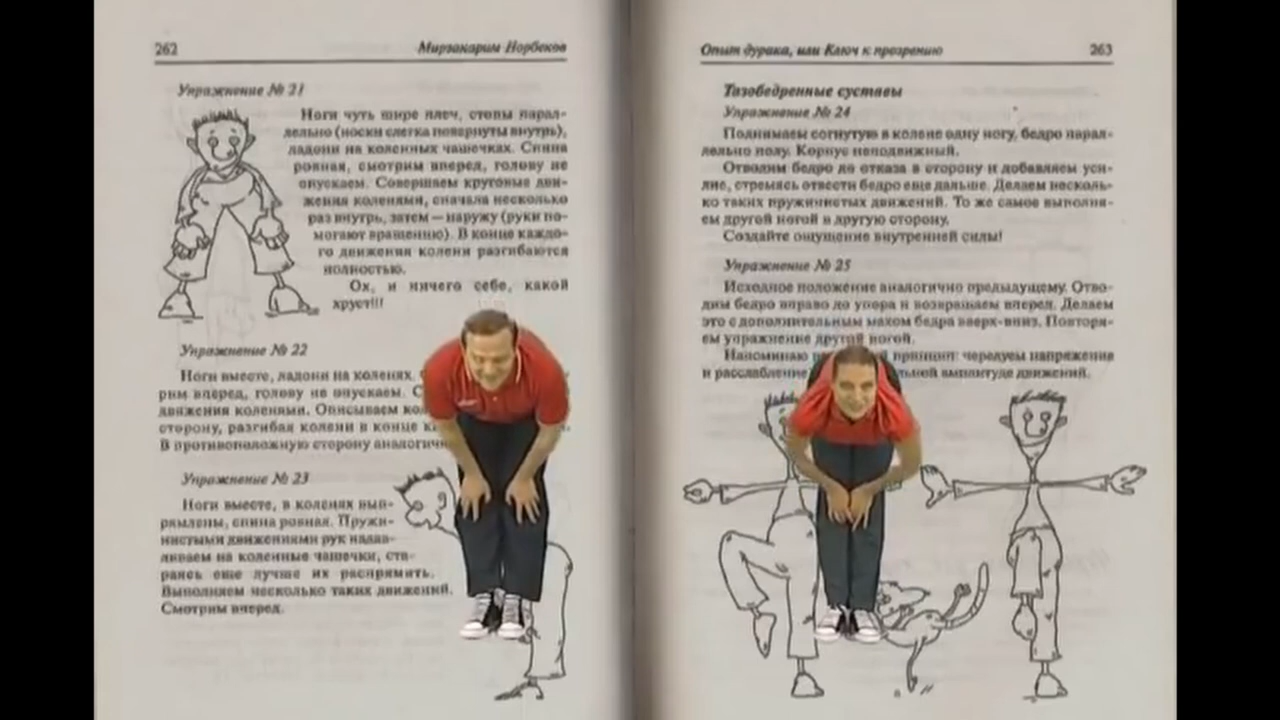 262
Мирзакарим Норбеков
Упражнение № 21
Ноги чуть шире плеч, стопы парал-
лельно (носки слегка повернуты внутрь),
ладони на коленных чашечках. Спина
ровная, смотрим вперед, голову не
опускаем. Совершаем круговые дви-
жения коленями, сначала несколько
раз внутрь, затем — наружу (руки по-
могают вращению). В конце каждо-
го движения колени разгибаются
полностью.
Ох, и ничего себе, какой
хруст!!!
Упражнение № 22
Ноги вместе, ладони на коленях.
рим вперед, голову не опускаем.
движения коленями. Описываем
сторону, разгибая колени в конце
В противоположную сторону
Упражнение № 23
Ноги вместе, в коленях вып-
рямлены, спина ровная. Пружи-
нистыми движениями рук надав-
ливаем на коленные чашечки, ста-
раясь еще лучше их распрямить.
Выполняем несколько таких движений.
Смотрим вперед.
Опыт дурака, или Ключ к прозрению
263
Тазобедренные суставы
Упражнение № 24
Поднимаем согнутую в колене одну ногу, бедро парал-
лельно полу. Корпус неподвижный.
Отводим бедро до отказа в сторону и добавляем уси-
лие, стремясь отвести бедро еще дальше. Делаем несколь-
ко таких пружинистых движений. То же самое выполня-
ем другой ногой в другую сторону.
Создайте ощущение внутренней силы!
Упражнение № 25
Исходное положение аналогично предыдущему. Отво-
дим бедро вправо до упора и возвращаем вперед. Делаем
это с дополнительным махом бедра вверх-вниз. Повторя-
ем упражнение другой ногой.
Напоминаю принцип: чередуем напряжение
и расслабление амплитуде движений.